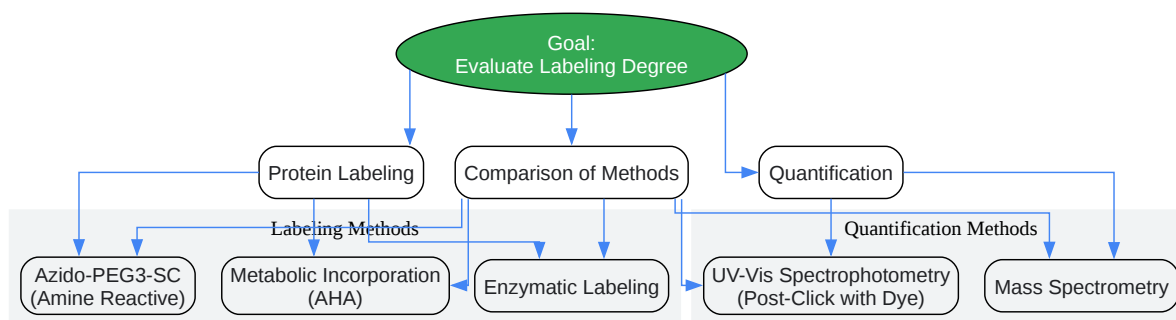 Goal:
Evaluate Labeling Degree
Protein Labeling
Comparison of Methods
Quantification
Labeling Methods
Quantification Methods
Azido-PEG3-SC
(Amine Reactive)
Metabolic Incorporation
(AHA)
Enzymatic Labeling
UV-Vis Spectrophotometry
(Post-Click with Dye)
Mass Spectrometry